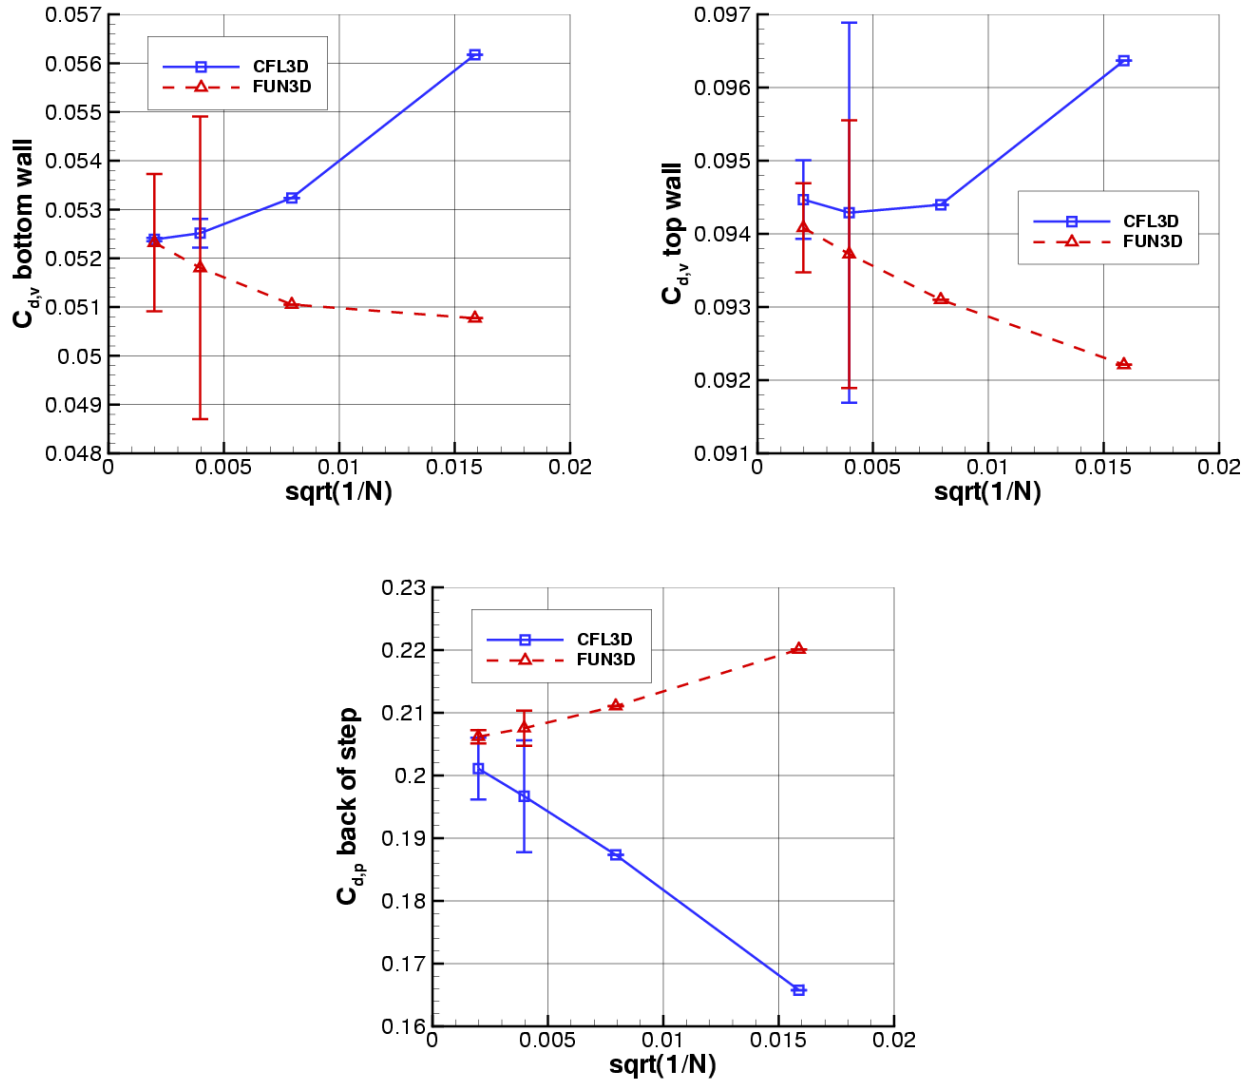 0.057
0.056
0.055
0.054
0.053
0.052
0.051
0.05
0.049
0.048
C_d,v bottom wall
CFL3D
FUN3D
0 0.005 0.01 0.015 0.02
sqrt(1/N)
0.097
0.096
0.095
0.094
0.093
0.092
0.091
C_d,v top wall
CFL3D
FUN3D
0 0.005 0.01 0.015 0.02
sqrt(1/N)
0.23
0.22
0.21
0.2
0.19
0.18
0.17
0.16
C_d,p back of step
CFL3D
FUN3D
0 0.005 0.01 0.015 0.02
sqrt(1/N)